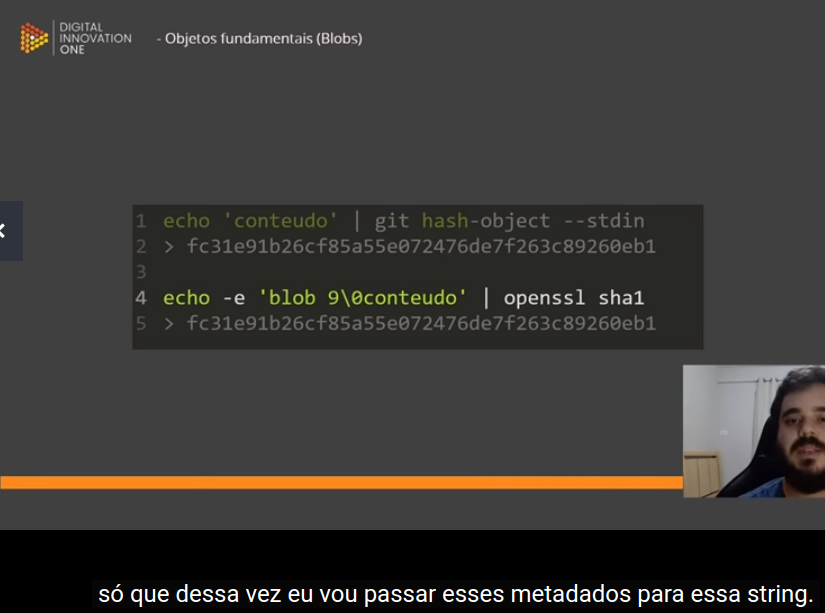 DIGITAL
INNOVATION
ONE
- Objetos fundamentais (Blobs)
1 echo 'conteudo' | git hash-object --stdin
2 > fc31e91b26cf85a55e072476de7f263c89260eb1
3
4 echo -e 'blob 9\0conteudo' | openssl sha1
5 > fc31e91b26cf85a55e072476de7f263c89260eb1
só que dessa vez eu vou passar esses metadados para essa string.